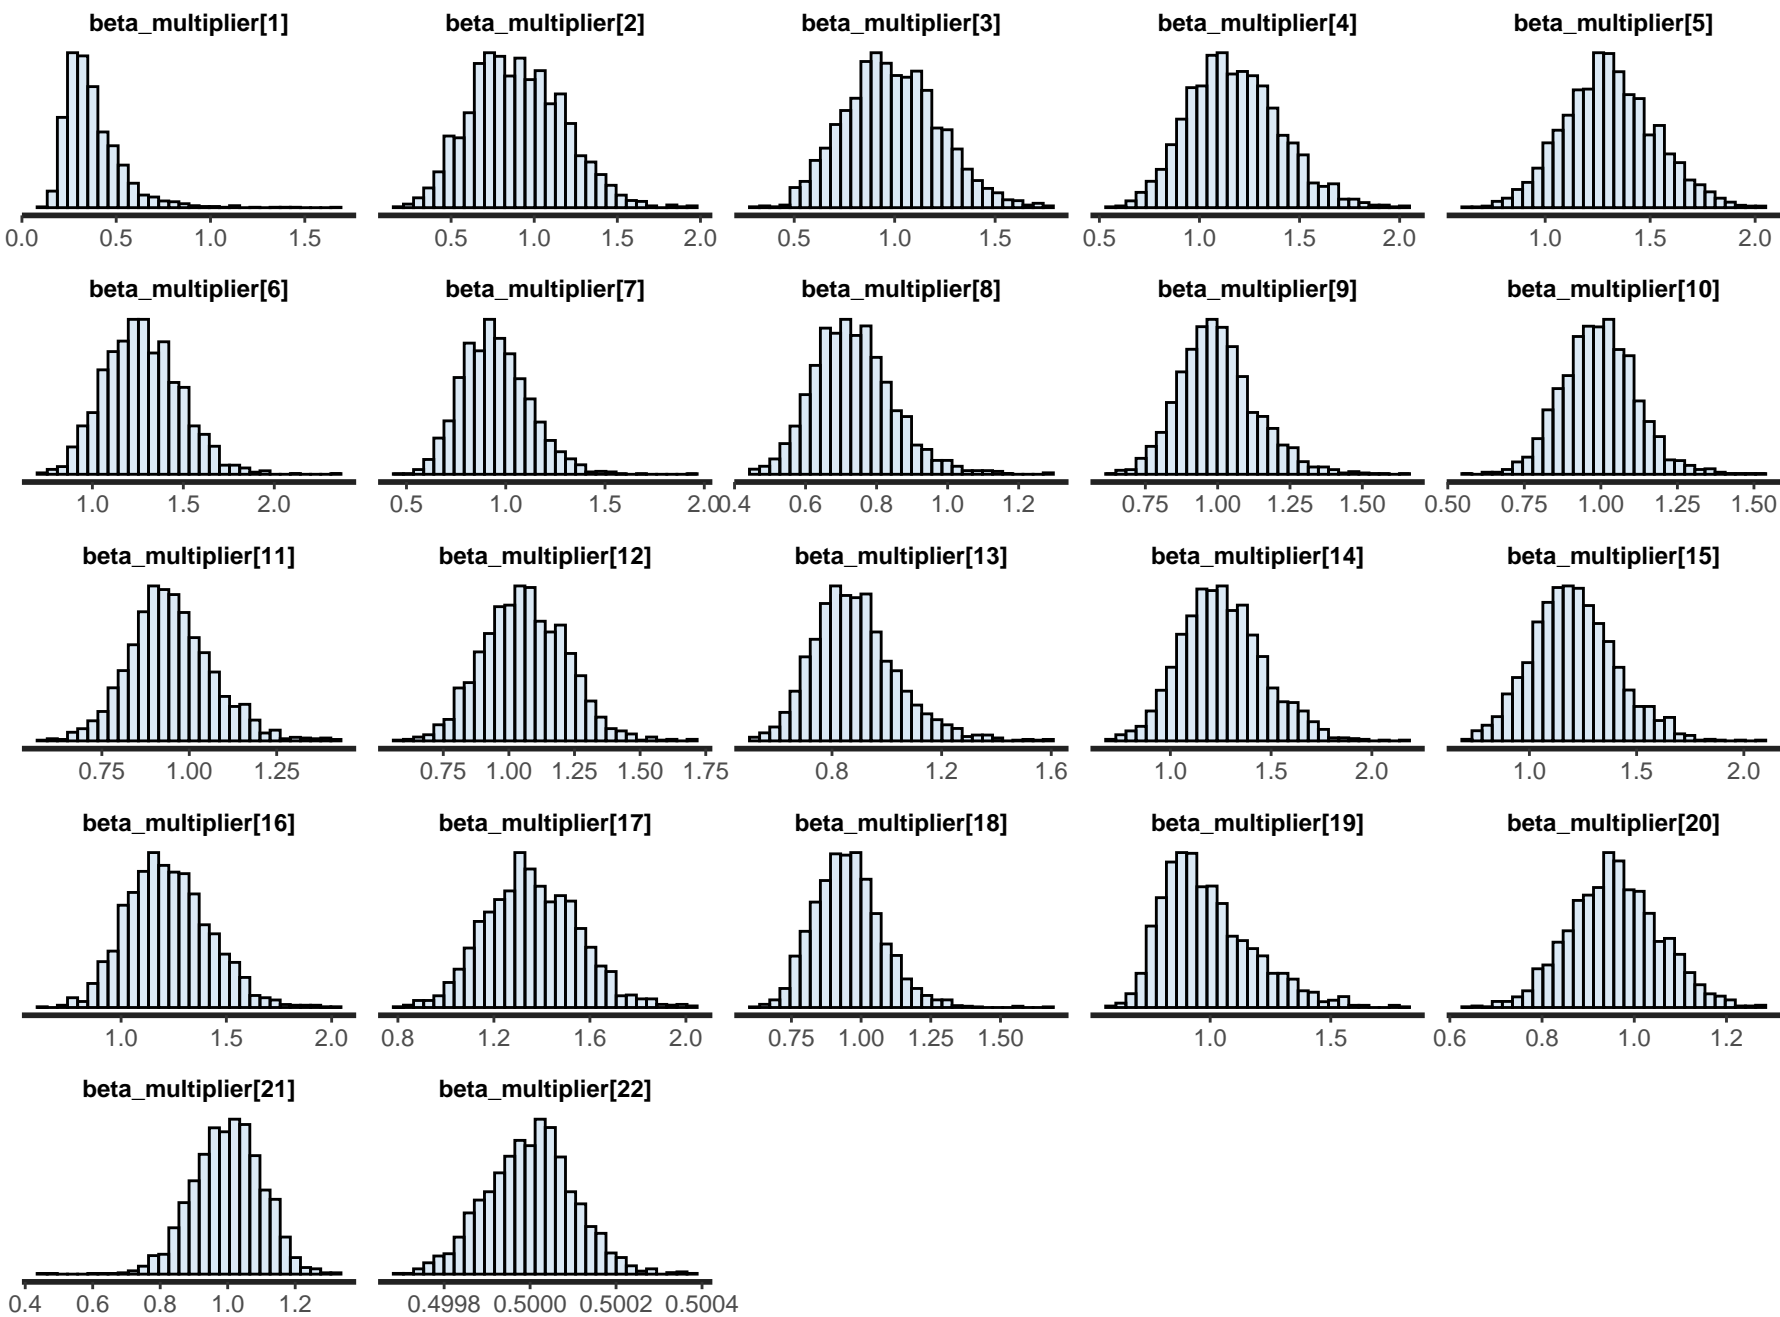 beta_multiplier[1] beta_multiplier[2] beta_multiplier[3] beta_multiplier[4] beta_multiplier[5]
0.0 0.5 1.0 1.5 0.5 1.0 1.5 2.0 0.5 1.0 1.5 0.5 1.0 1.5 2.0 1.0 1.5 2.0
beta_multiplier[6] beta_multiplier[7] beta_multiplier[8] beta_multiplier[9] beta_multiplier[10]
1.0 1.5 2.0 0.5 1.0 1.5 2.0 0.4 0.6 0.8 1.0 1.2 0.75 1.00 1.25 1.50 0.50 0.75 1.00 1.25 1.50
beta_multiplier[11] beta_multiplier[12] beta_multiplier[13] beta_multiplier[14] beta_multiplier[15]
0.75 1.00 1.25 0.75 1.00 1.25 1.50 1.75 0.8 1.2 1.6 1.0 1.5 2.0 1.0 1.5 2.0
beta_multiplier[16] beta_multiplier[17] beta_multiplier[18] beta_multiplier[19] beta_multiplier[20]
1.0 1.5 2.0 0.8 1.2 1.6 2.0 0.75 1.00 1.25 1.50 1.0 1.5 0.6 0.8 1.0 1.2
beta_multiplier[21] beta_multiplier[22]
0.4 0.6 0.8 1.0 1.2 0.4998 0.5000 0.5002 0.5004